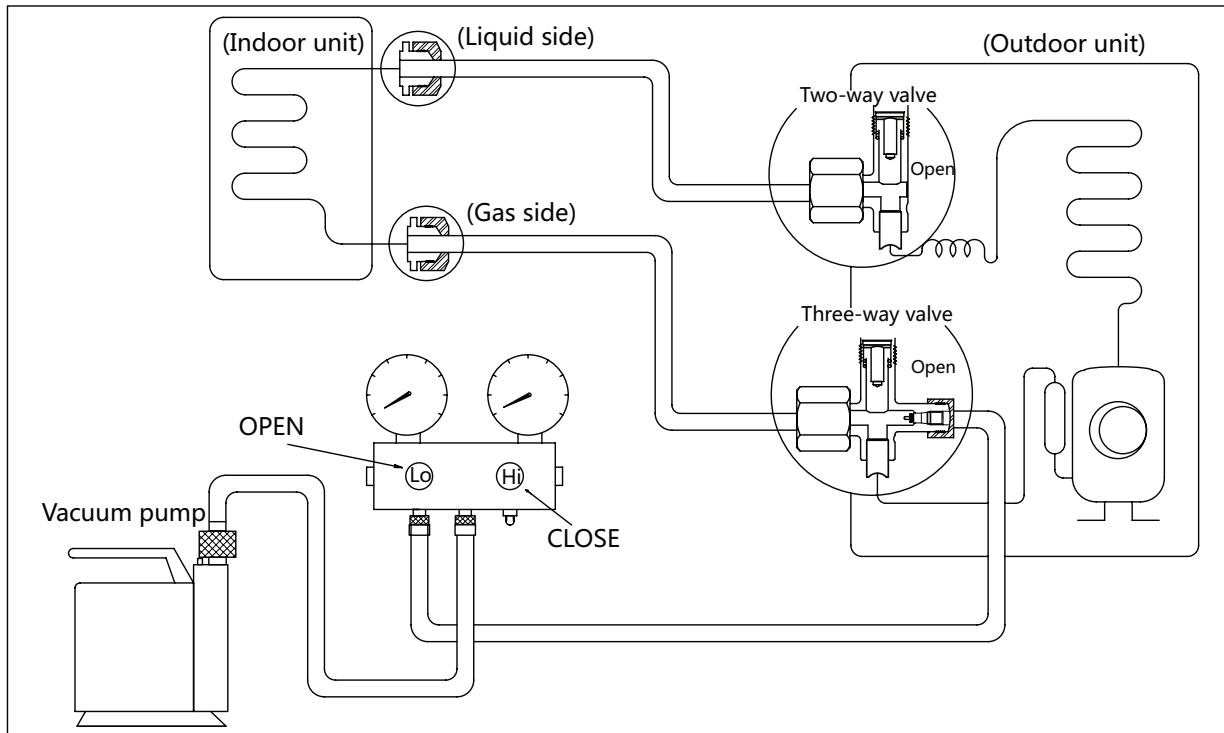 (Indoor unit)
(Liquid side)
(Outdoor unit)
Two-way valve
Open
(Gas side)
Three-way valve
Open
OPEN
Lo
Hi
CLOSE
Vacuum pump